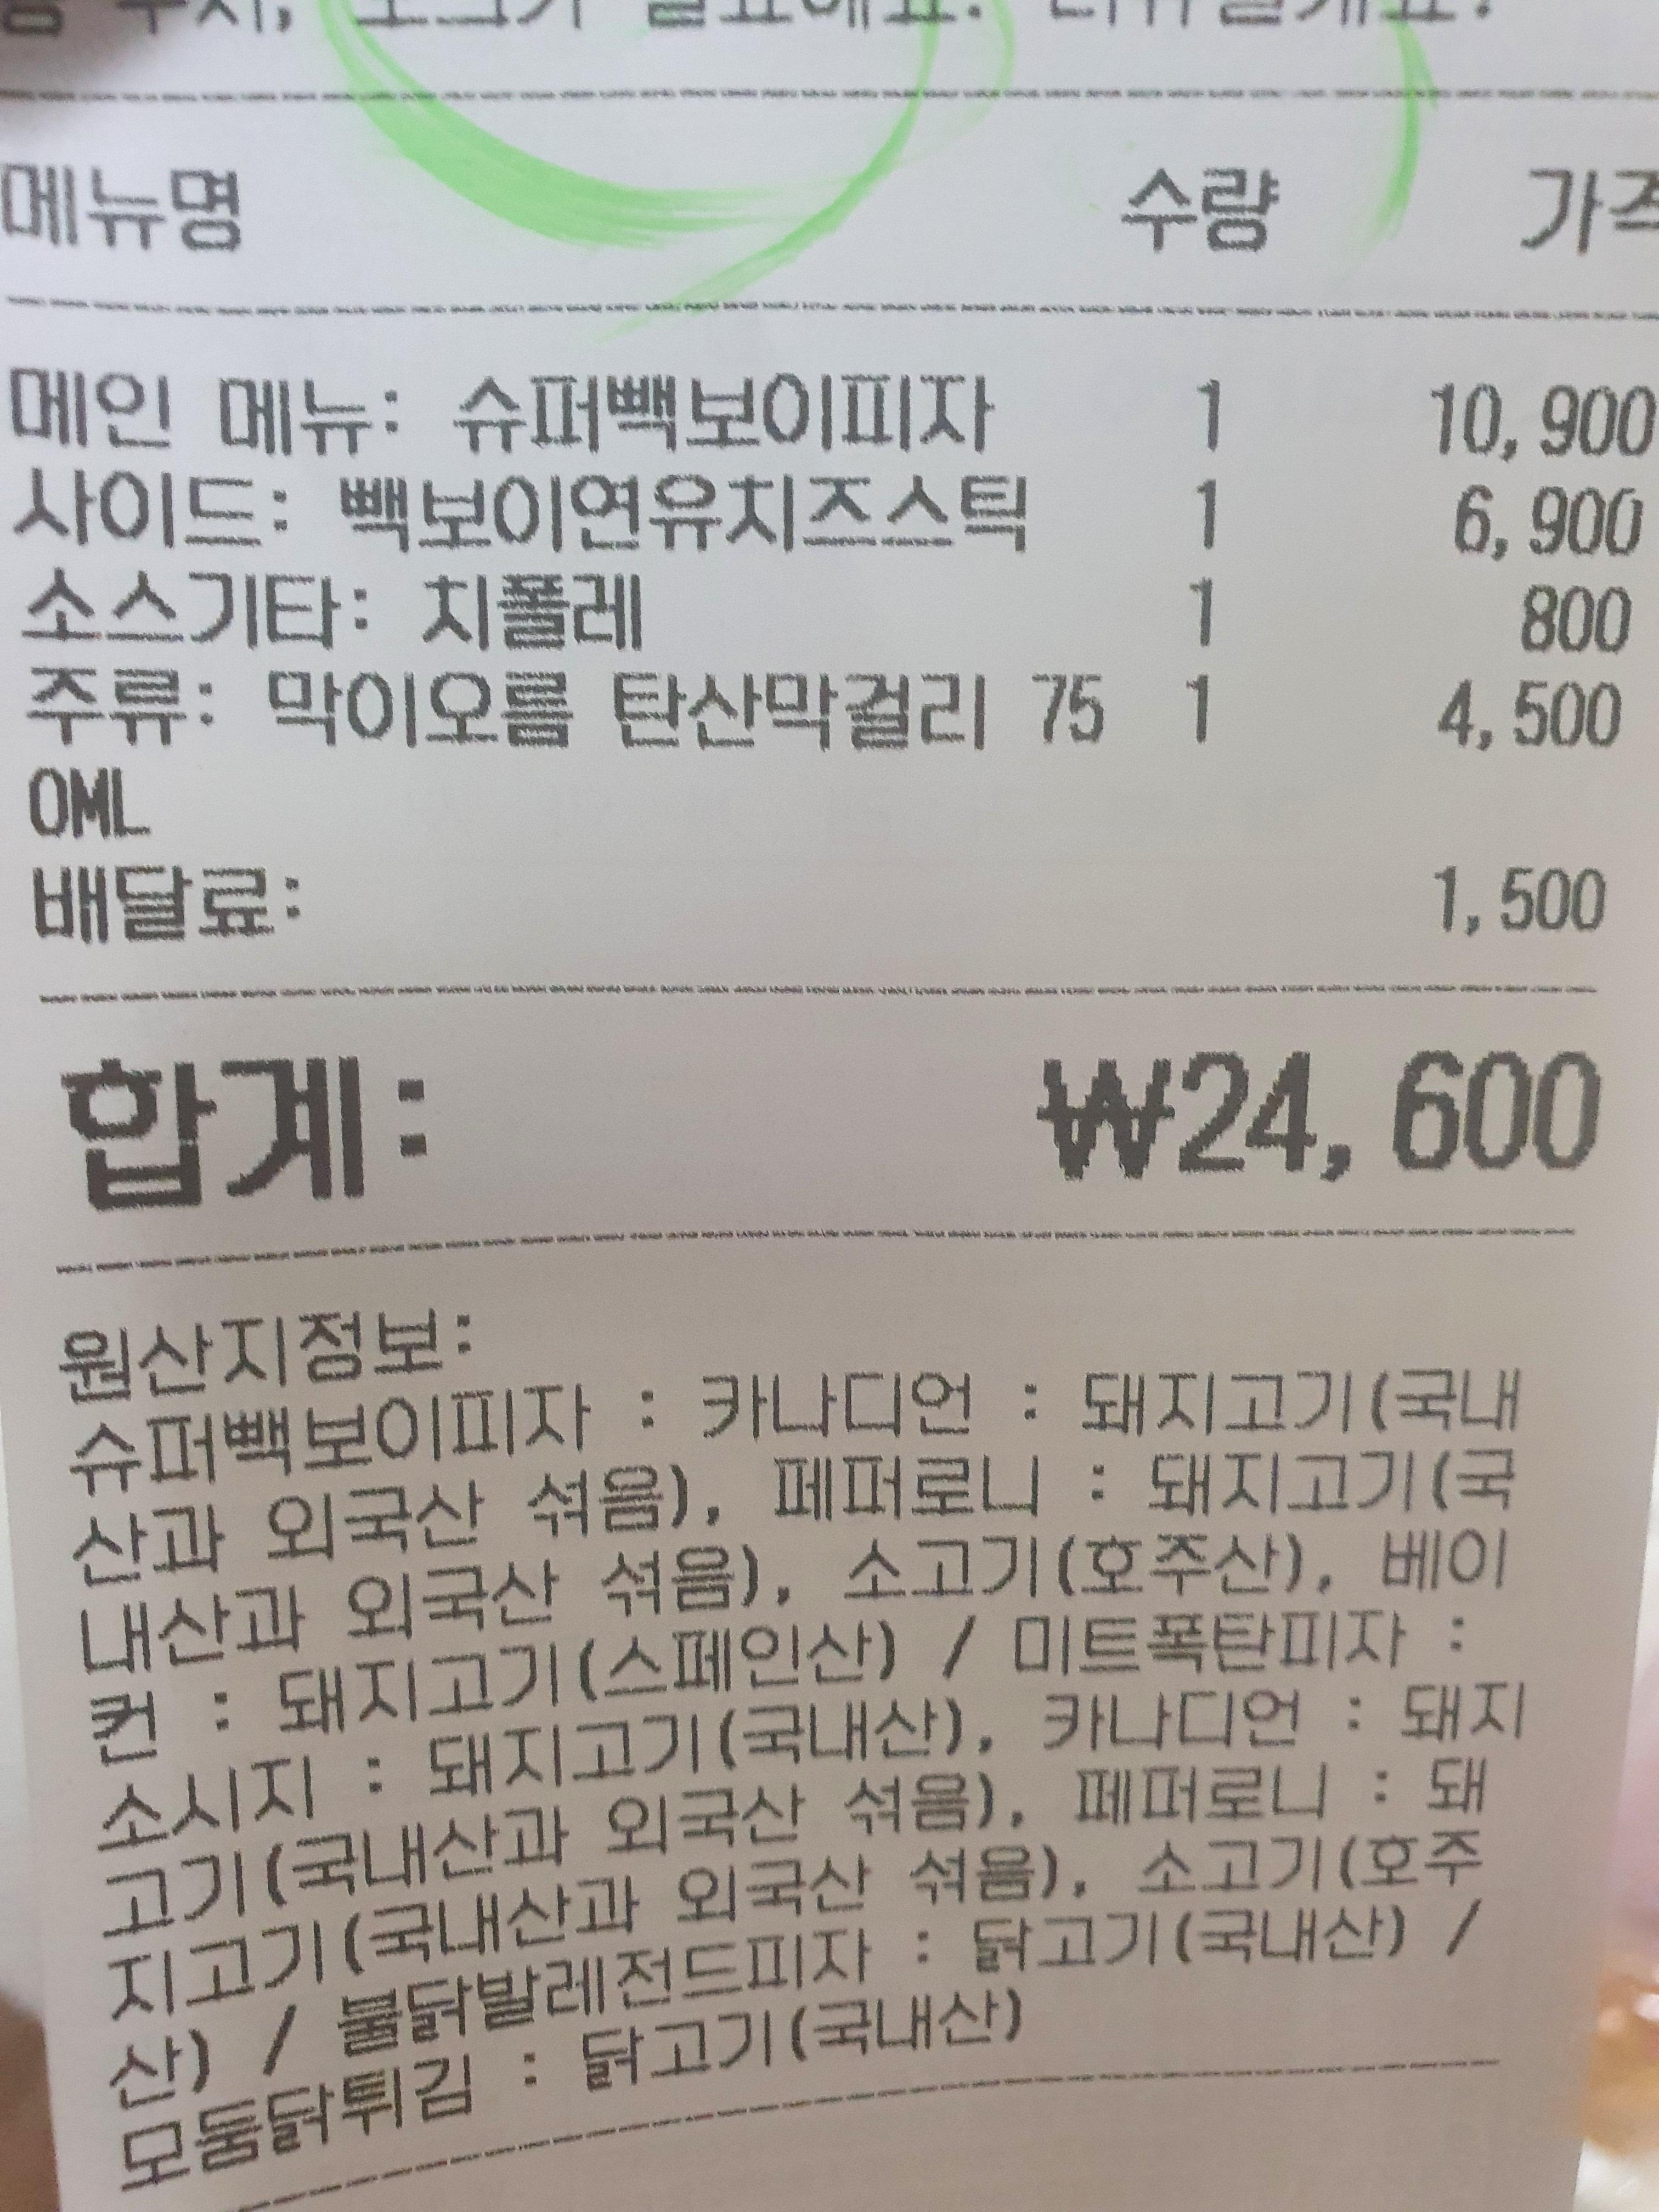 메뉴명 수량 가격
메인 메뉴: 슈퍼빽보이피자 1 10,900
사이드: 빽보이연유치즈스틱 1 6,900
소스기타: 치폴레 1 800
주류: 막이오름 탄산막걸리 75 1 4,500
0ML
배달료: 1,500
합계: ₩24,600
원산지정보:
슈퍼빽보이피자 : 카나디언 : 돼지고기(국내
산과 외국산 섞음), 페퍼로니 : 돼지고기(국
내산과 외국산 섞음), 소고기(호주산), 베이
컨 : 돼지고기(스페인산) / 미트폭탄피자 :
소시지 : 돼지고기(국내산), 카나디언 : 돼지
고기(국내산과 외국산 섞음), 페퍼로니 : 돼
지고기(국내산과 외국산 섞음), 소고기(호주
산) / 불닭발레전드피자 : 닭고기(국내산) /
모둠닭튀김 : 닭고기(국내산)